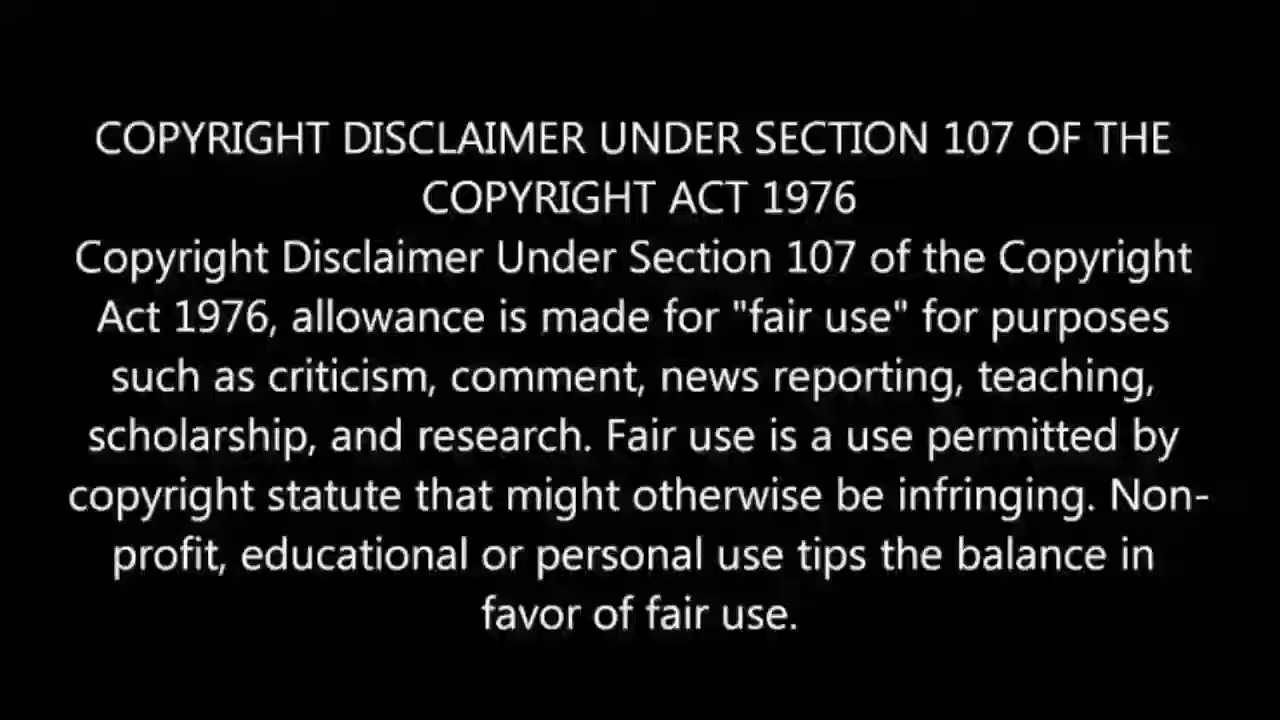 COPYRIGHT DISCLAIMER UNDER SECTION 107 OF THE
COPYRIGHT ACT 1976
Copyright Disclaimer Under Section 107 of the Copyright
Act 1976, allowance is made for "fair use" for purposes
such as criticism, comment, news reporting, teaching,
scholarship, and research. Fair use is a use permitted by
copyright statute that might otherwise be infringing. Non-
profit, educational or personal use tips the balance in
favor of fair use.